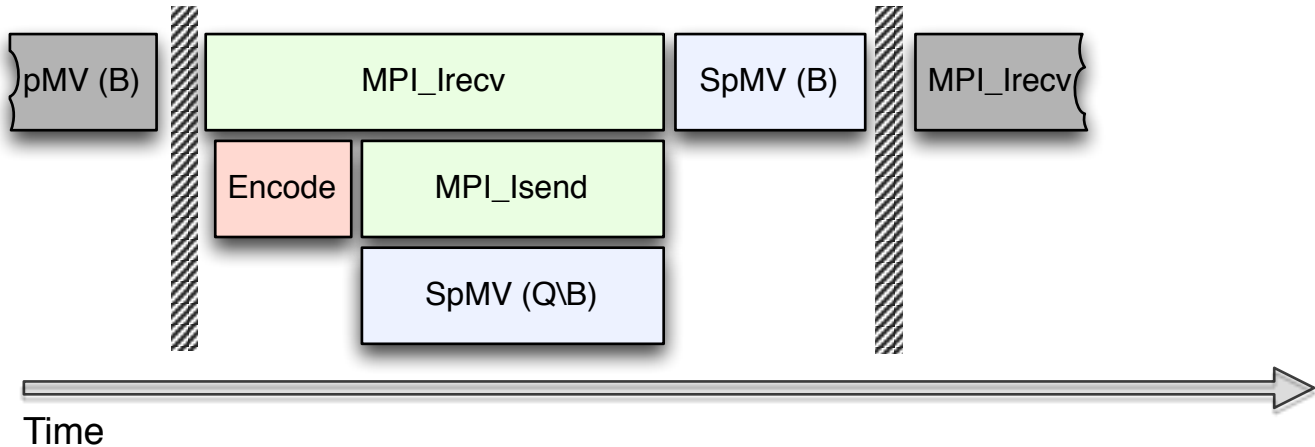 pMV (B)
MPI_Irecv
SpMV (B)
MPI_Irecv
Encode
MPI_Isend
SpMV (Q\B)
Time